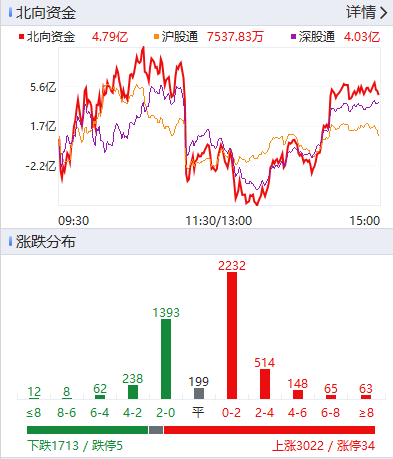 北向资金 详情
北向资金 4.79亿 沪股通 7537.83万 深股通 4.03亿
5.6亿
1.7亿
-2.2亿
09:30 11:30/13:00 15:00
涨跌分布
12 8 62 238 1393 199 2232 514 148 65 63
≤8 8-6 6-4 4-2 2-0 平 0-2 2-4 4-6 6-8 ≥8
下跌1713 / 跌停5 上涨3022 / 涨停34